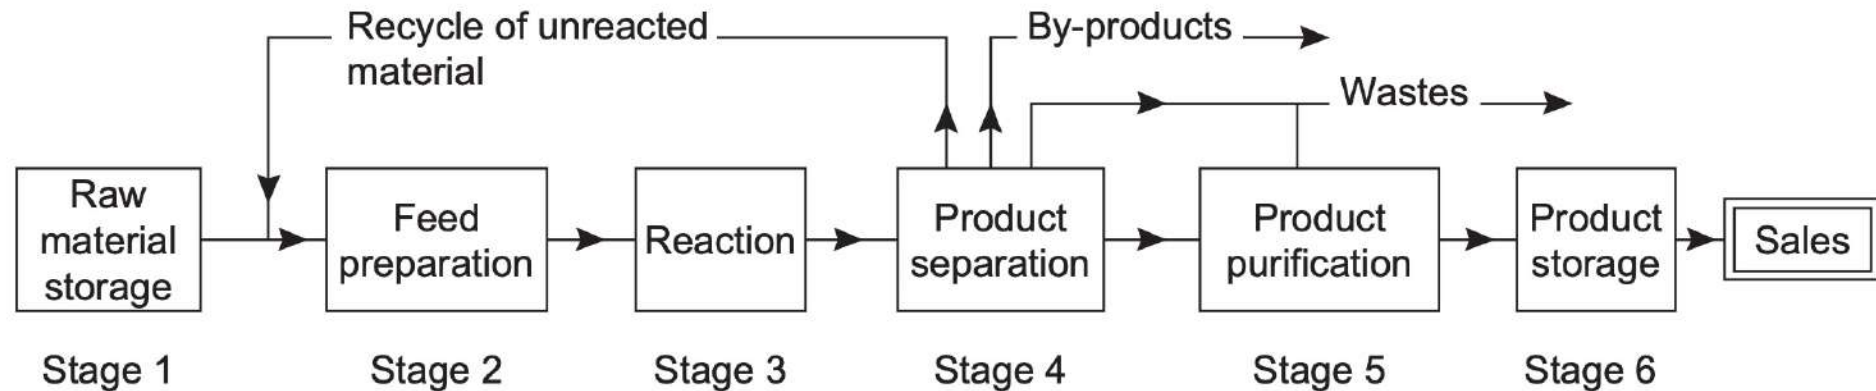 Recycle of unreacted
material
By-products
Wastes
Raw
material
storage
Feed
preparation
Reaction
Product
separation
Product
purification
Product
storage
Sales
Stage 1
Stage 2
Stage 3
Stage 4
Stage 5
Stage 6